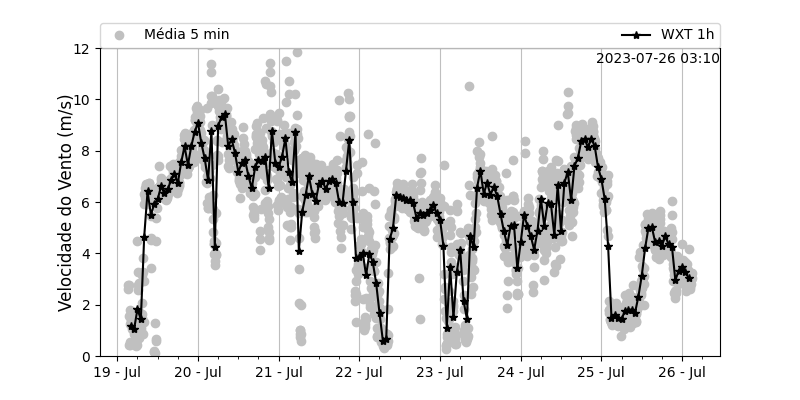 Média 5 min WXT 1h
2023-07-26 03:10
Velocidade do Vento (m/s)
12
10
8
6
4
2
0
19 - Jul 20 - Jul 21 - Jul 22 - Jul 23 - Jul 24 - Jul 25 - Jul 26 - Jul